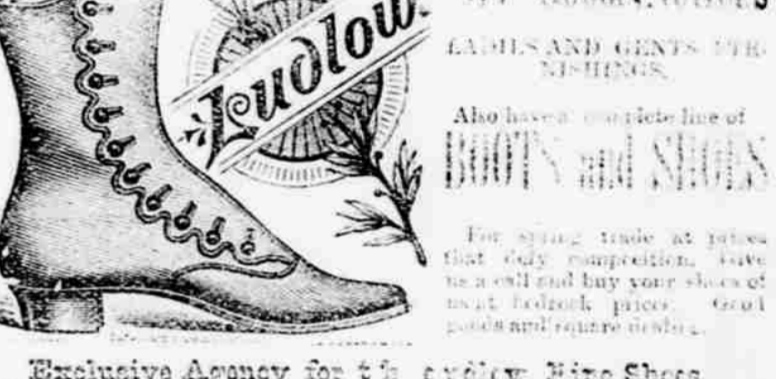 Ludlow
LADIES AND GENTS FUR-
NISHINGS.
Also have a complete line of
BOOTS and SHOES
For spring trade at prices
that defy competition. Give
us a call and buy your shoes of
us at bedrock prices. Good
goods and square dealing.
Exclusive Agency for the Ludlow Fine Shoes